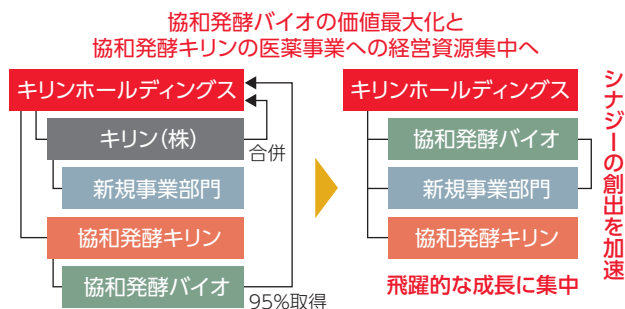 協和発酵バイオの価値最大化と
協和発酵キリンの医薬事業への経営資源集中へ
キリンホールディングス
キリン(株)
合併
新規事業部門
協和発酵キリン
協和発酵バイオ
95%取得
キリンホールディングス
協和発酵バイオ
新規事業部門
協和発酵キリン
飛躍的な成長に集中
シナジーの創出を加速